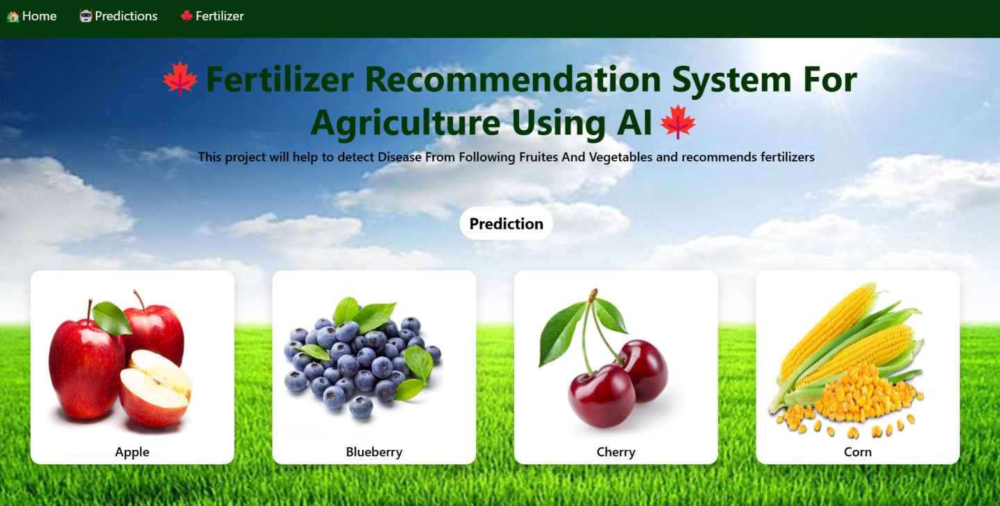 Home Predictions Fertilizer
Fertilizer Recommendation System For
Agriculture Using AI
This project will help to detect Disease From Following Fruites And Vegetables and recommends fertilizers
Prediction
Apple Blueberry Cherry Corn